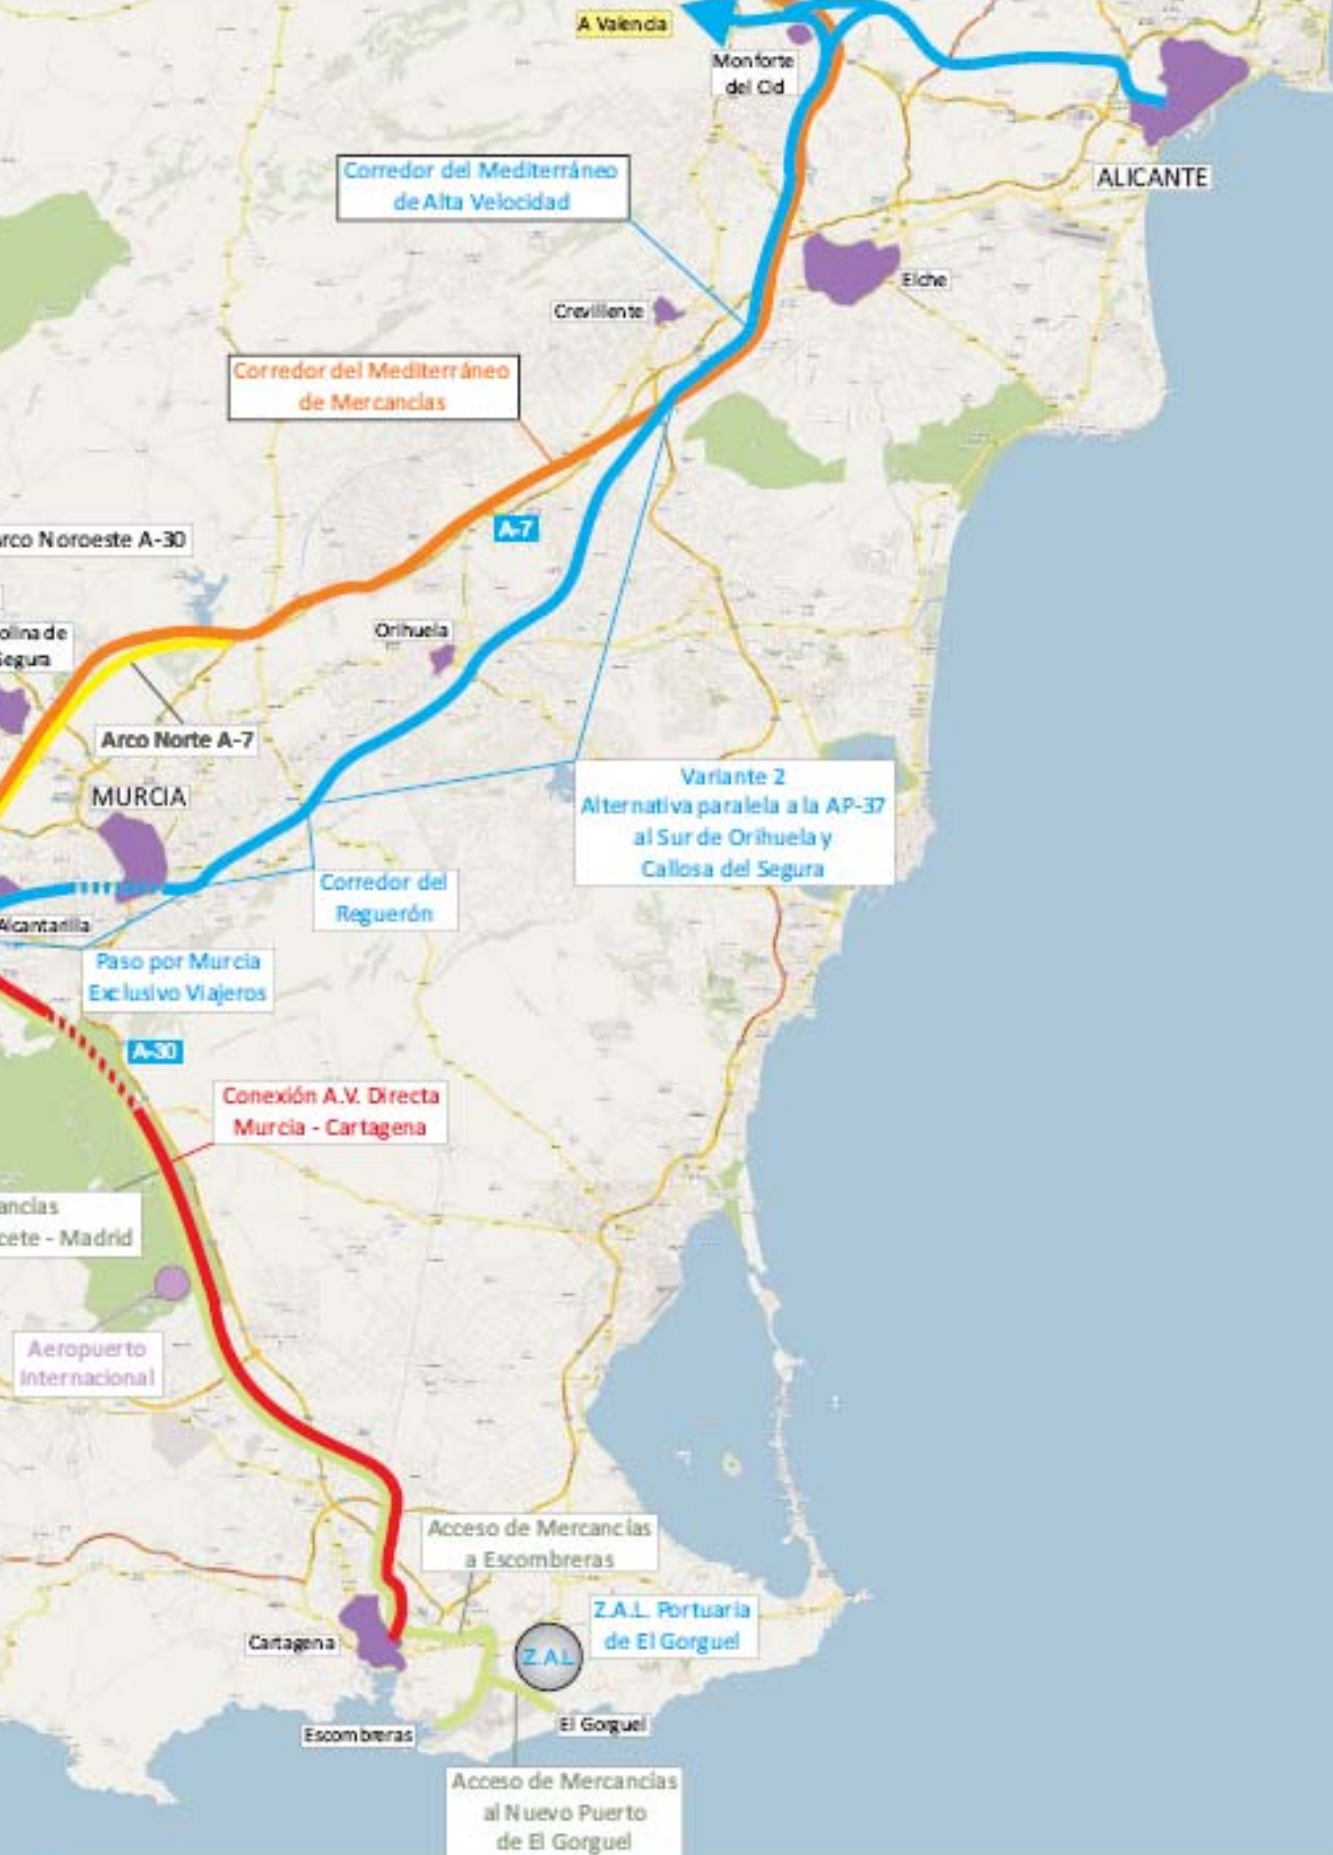 A Valencia
Monforte
del Cid
Corredor del Mediterráneo
de Alta Velocidad
ALICANTE
Elche
Crevillente
Corredor del Mediterráneo
de Mercancías
A-7
Arco Noroeste A-30
olina de
Segura
Orihuela
Arco Norte A-7
MURCIA
Variante 2
Alternativa paralela a la AP-37
al Sur de Orihuela y
Callosa del Segura
Corredor del
Reguerón
Alcantarilla
Paso por Murcia
Exclusivo Viajeros
A-30
Conexión A.V. Directa
Murcia - Cartagena
ancías
cete - Madrid
Aeropuerto
Internacional
Acceso de Mercancías
a Escombreras
Z.A.L. Portuaria
de El Gorguel
Z.A.L
Cartagena
El Gorguel
Escombreras
Acceso de Mercancías
al Nuevo Puerto
de El Gorguel